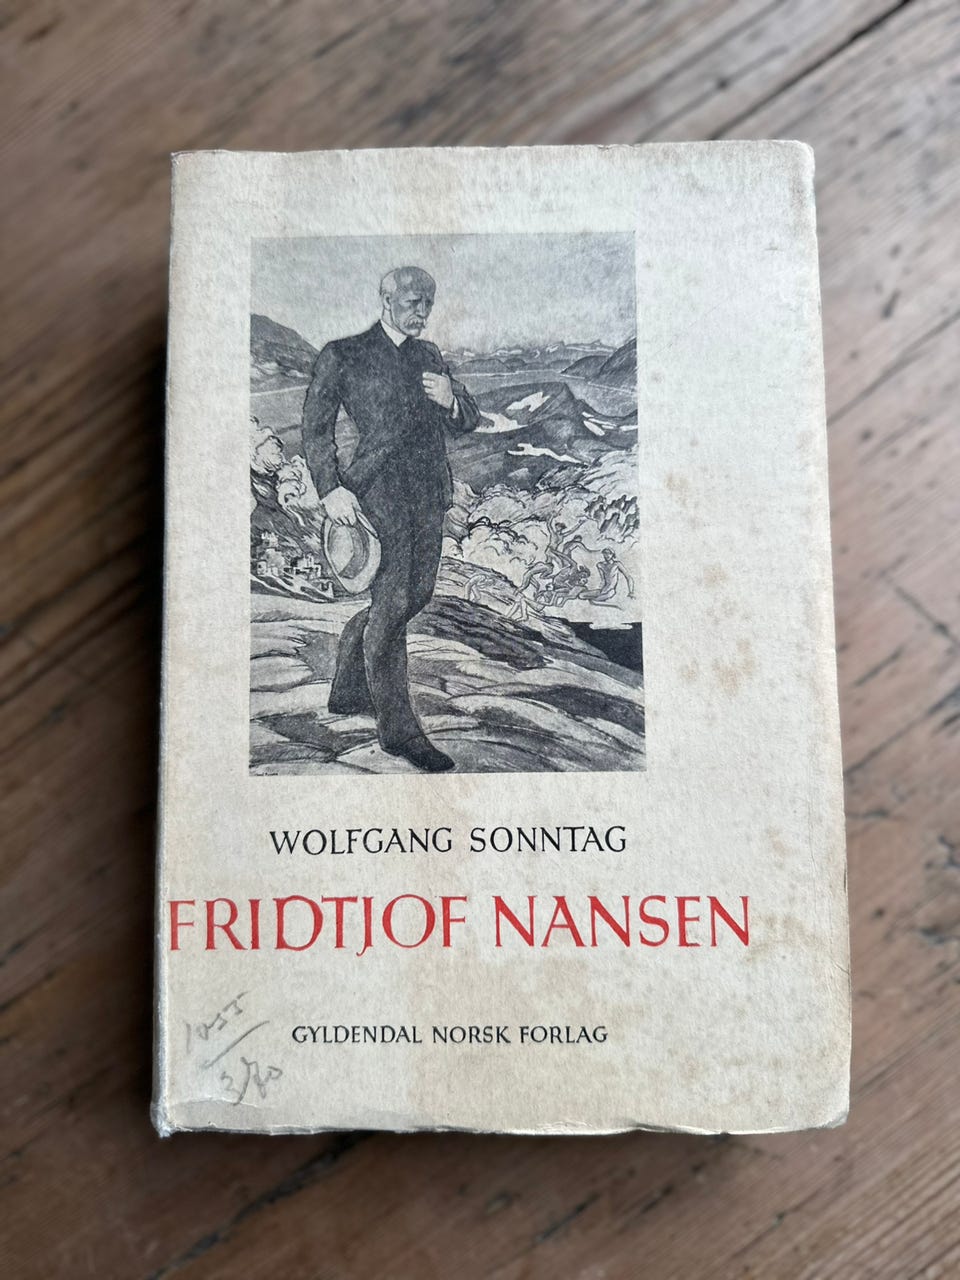 WOLFGANG SONNTAG
FRIDTJOF NANSEN
GYLDENDAL NORSK FORLAG